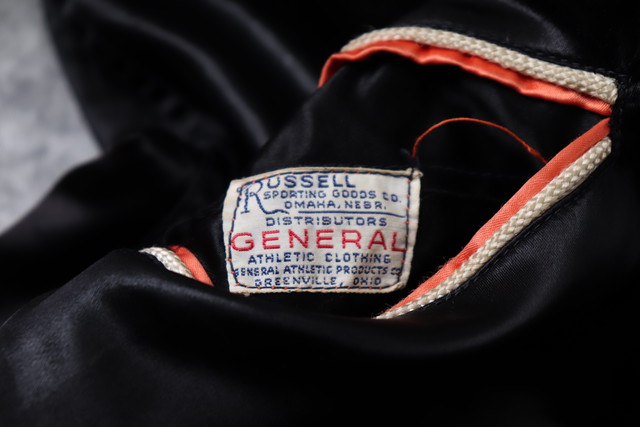 RUSSELL
SPORTING GOODS CO.
OMAHA, NEBR.
DISTRIBUTORS
GENERAL
ATHLETIC CLOTHING
GENERAL ATHLETIC PRODUCTS CO
GREENVILLE, OHIO